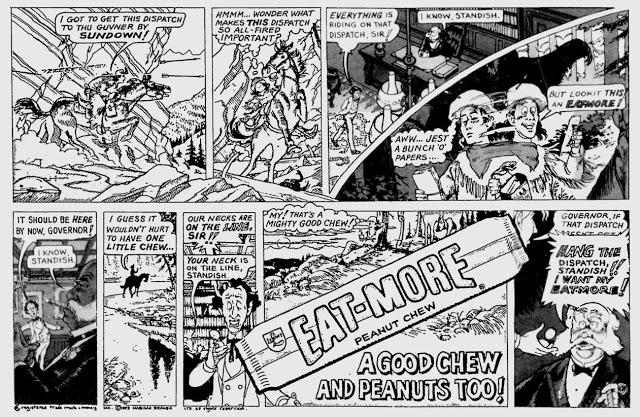 I GOT TO GET THIS DISPATCH
TO THU GUVNER BY
SUNDOWN!
HMMM... WONDER WHAT
MAKES THIS DISPATCH
SO ALL-FIRED
IMPORTANT?
EVERYTHING IS
RIDING ON THAT
DISPATCH, SIR!!
I KNOW,
STANDISH.
AWW... JEST
A BUNCH 'O'
PAPERS....
BUT LOOKIT THIS
AN EATMORE!
IT SHOULD BE HERE
BY NOW, GOVERNOR!
I KNOW,
STANDISH.
I GUESS IT
WOULDN'T HURT
TO HAVE ONE
LITTLE CHEW...
OUR NECKS ARE
ON THE LINE,
SIR!!
YOUR NECK IS
ON THE LINE,
STANDISH
MY! THAT'S A
MIGHTY GOOD CHEW!
EAT-MORE
PEANUT CHEW
A GOOD CHEW
AND PEANUTS TOO!
GOVERNOR, IF
THAT DISPATCH
HANG THE
DISPATCH,
STANDISH!!
I WANT MY
EATMORE!
registered trade mark